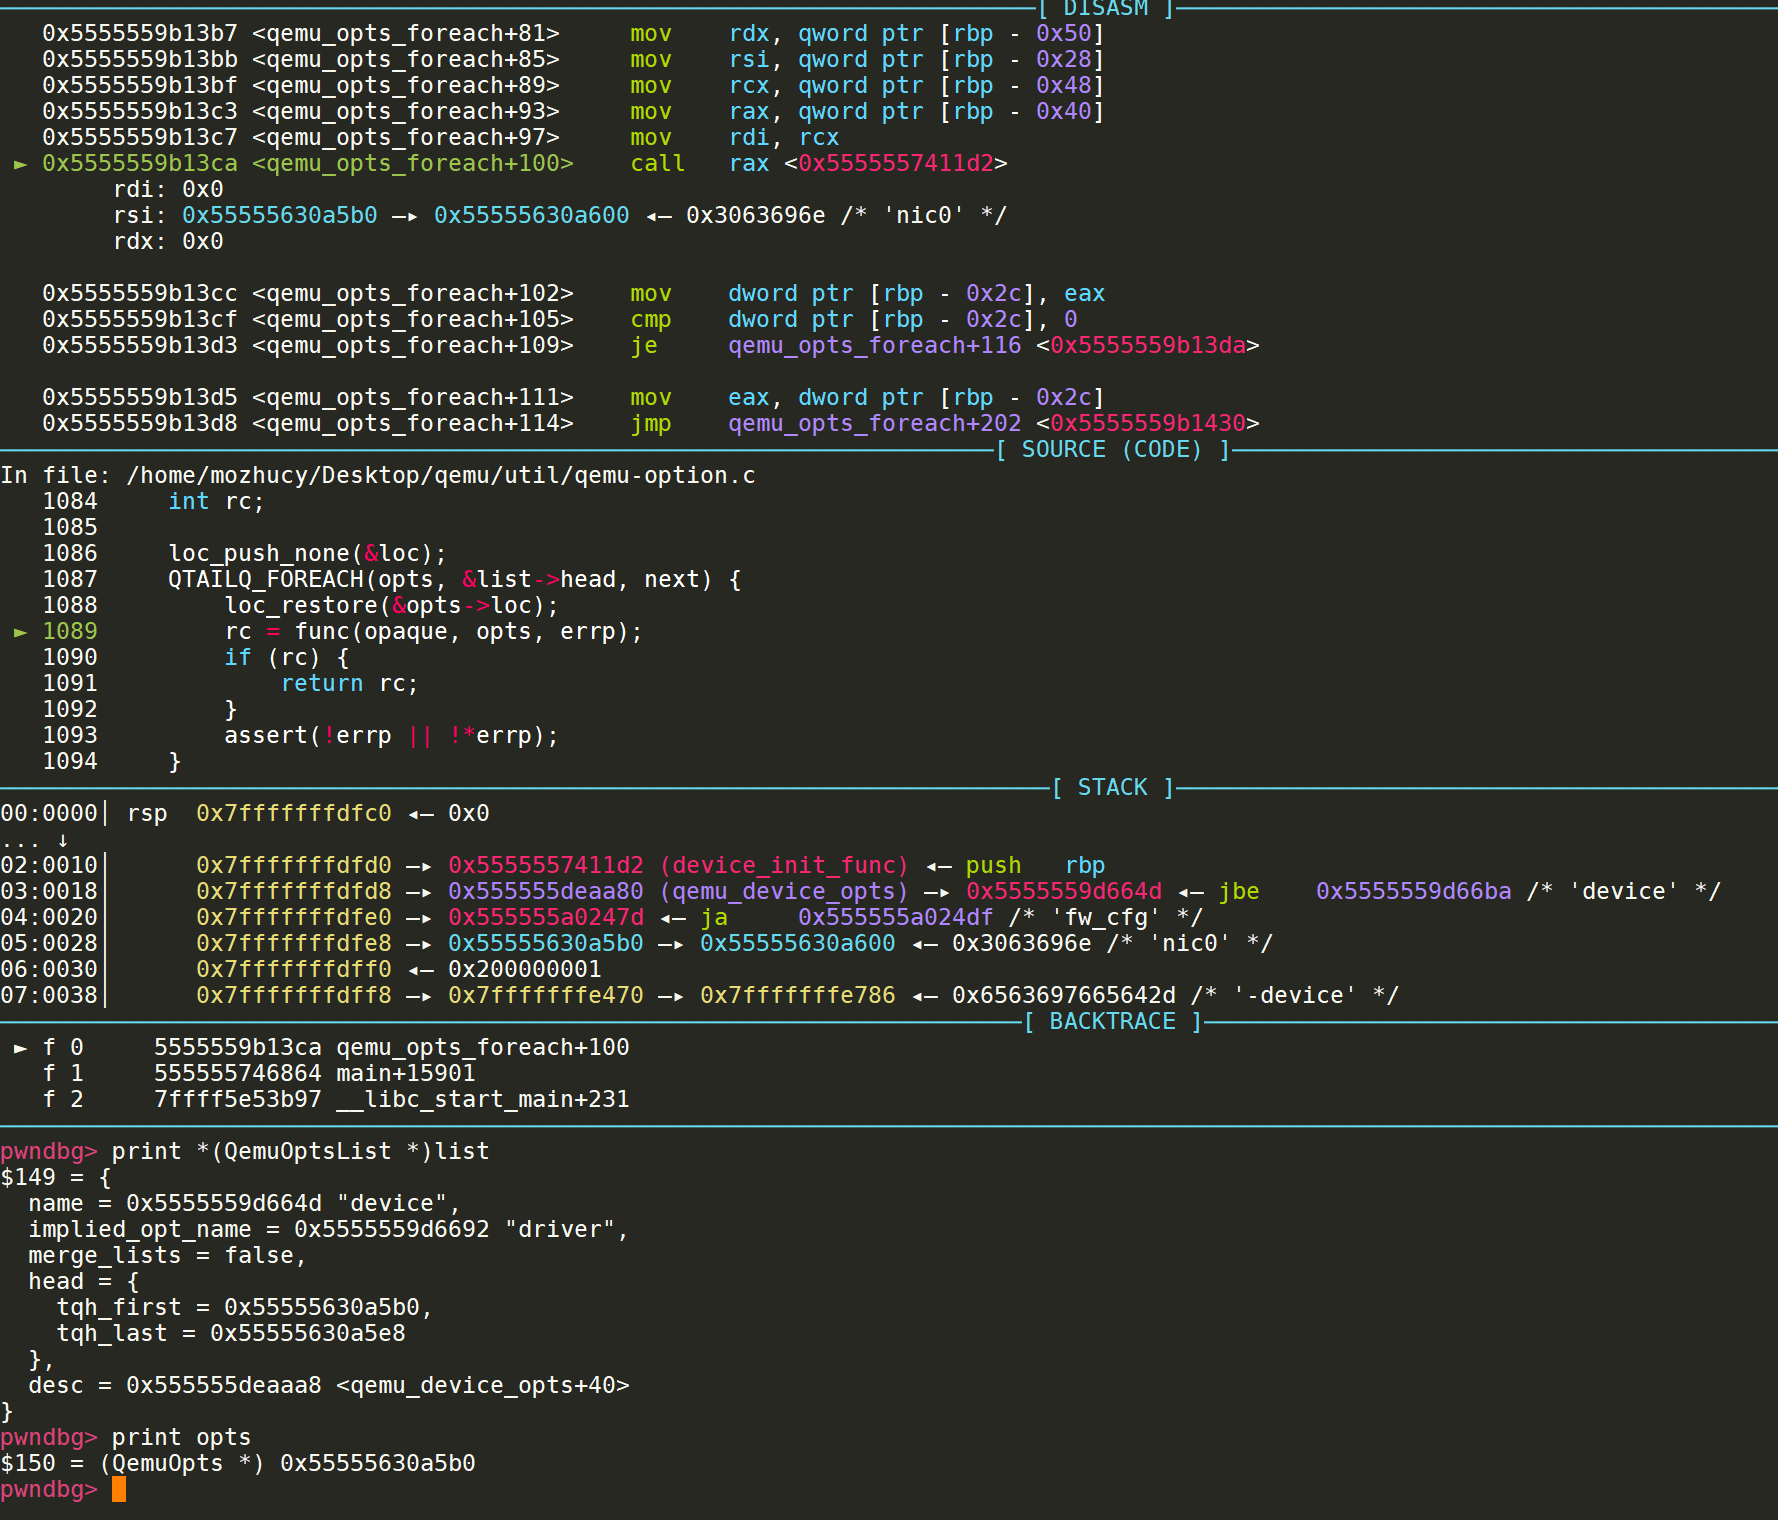 [ DISASM ]
0x5555559b13b7 <qemu_opts_foreach+81>     mov    rdx, qword ptr [rbp - 0x50]
0x5555559b13bb <qemu_opts_foreach+85>     mov    rsi, qword ptr [rbp - 0x28]
0x5555559b13bf <qemu_opts_foreach+89>     mov    rcx, qword ptr [rbp - 0x48]
0x5555559b13c3 <qemu_opts_foreach+93>     mov    rax, qword ptr [rbp - 0x40]
0x5555559b13c7 <qemu_opts_foreach+97>     mov    rdi, rcx
► 0x5555559b13ca <qemu_opts_foreach+100>    call   rax <0x5555557411d2>
rdi: 0x0
rsi: 0x55555630a5b0 —▸ 0x55555630a600 ◂— 0x3063696e /* 'nic0' */
rdx: 0x0
0x5555559b13cc <qemu_opts_foreach+102>    mov    dword ptr [rbp - 0x2c], eax
0x5555559b13cf <qemu_opts_foreach+105>    cmp    dword ptr [rbp - 0x2c], 0
0x5555559b13d3 <qemu_opts_foreach+109>    je     qemu_opts_foreach+116 <0x5555559b13da>
0x5555559b13d5 <qemu_opts_foreach+111>    mov    eax, dword ptr [rbp - 0x2c]
0x5555559b13d8 <qemu_opts_foreach+114>    jmp    qemu_opts_foreach+202 <0x5555559b1430>
[ SOURCE (CODE) ]
In file: /home/mozhucy/Desktop/qemu/util/qemu-option.c
1084     int rc;
1085
1086     loc_push_none(&loc);
1087     QTAILQ_FOREACH(opts, &list->head, next) {
1088         loc_restore(&opts->loc);
► 1089         rc = func(opaque, opts, errp);
1090         if (rc) {
1091             return rc;
1092         }
1093         assert(!errp || !*errp);
1094     }
[ STACK ]
00:0000│ rsp  0x7fffffffdfc0 ◂— 0x0
... ↓
02:0010│      0x7fffffffdfd0 —▸ 0x5555557411d2 (device_init_func) ◂— push   rbp
03:0018│      0x7fffffffdfd8 —▸ 0x555555deaa80 (qemu_device_opts) —▸ 0x5555559d664d ◂— jbe    0x5555559d66ba /* 'device' */
04:0020│      0x7fffffffdfe0 —▸ 0x555555a0247d ◂— ja     0x555555a024df /* 'fw_cfg' */
05:0028│      0x7fffffffdfe8 —▸ 0x55555630a5b0 —▸ 0x55555630a600 ◂— 0x3063696e /* 'nic0' */
06:0030│      0x7fffffffdff0 ◂— 0x200000001
07:0038│      0x7fffffffdff8 —▸ 0x7fffffffe470 —▸ 0x7fffffffe786 ◂— 0x6563697665642d /* '-device' */
[ BACKTRACE ]
► f 0     5555559b13ca qemu_opts_foreach+100
f 1     555555746864 main+15901
f 2     7ffff5e53b97 __libc_start_main+231
pwndbg> print *(QemuOptsList *)list
$149 = {
name = 0x5555559d664d "device",
implied_opt_name = 0x5555559d6692 "driver",
merge_lists = false,
head = {
tqh_first = 0x55555630a5b0,
tqh_last = 0x55555630a5e8
},
desc = 0x555555deaaa8 <qemu_device_opts+40>
}
pwndbg> print opts
$150 = (QemuOpts *) 0x55555630a5b0
pwndbg>